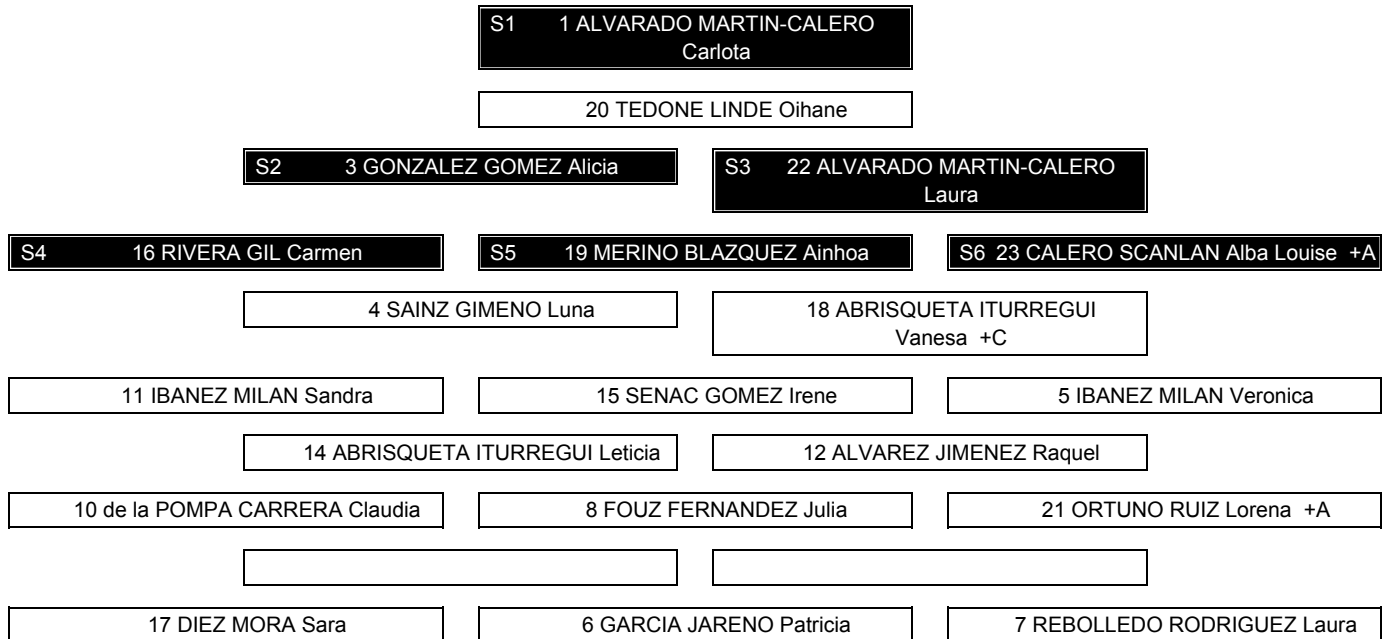 S1 1 ALVARADO MARTIN-CALERO
Carlota
20 TEDONE LINDE Oihane
S2 3 GONZALEZ GOMEZ Alicia
S3 22 ALVARADO MARTIN-CALERO
Laura
S4 16 RIVERA GIL Carmen
S5 19 MERINO BLAZQUEZ Ainhoa
S6 23 CALERO SCANLAN Alba Louise +A
4 SAINZ GIMENO Luna
18 ABRISQUETA ITURREGUI
Vanesa +C
11 IBANEZ MILAN Sandra
15 SENAC GOMEZ Irene
5 IBANEZ MILAN Veronica
14 ABRISQUETA ITURREGUI Leticia
12 ALVAREZ JIMENEZ Raquel
10 de la POMPA CARRERA Claudia
8 FOUZ FERNANDEZ Julia
21 ORTUNO RUIZ Lorena +A
17 DIEZ MORA Sara
6 GARCIA JARENO Patricia
7 REBOLLEDO RODRIGUEZ Laura